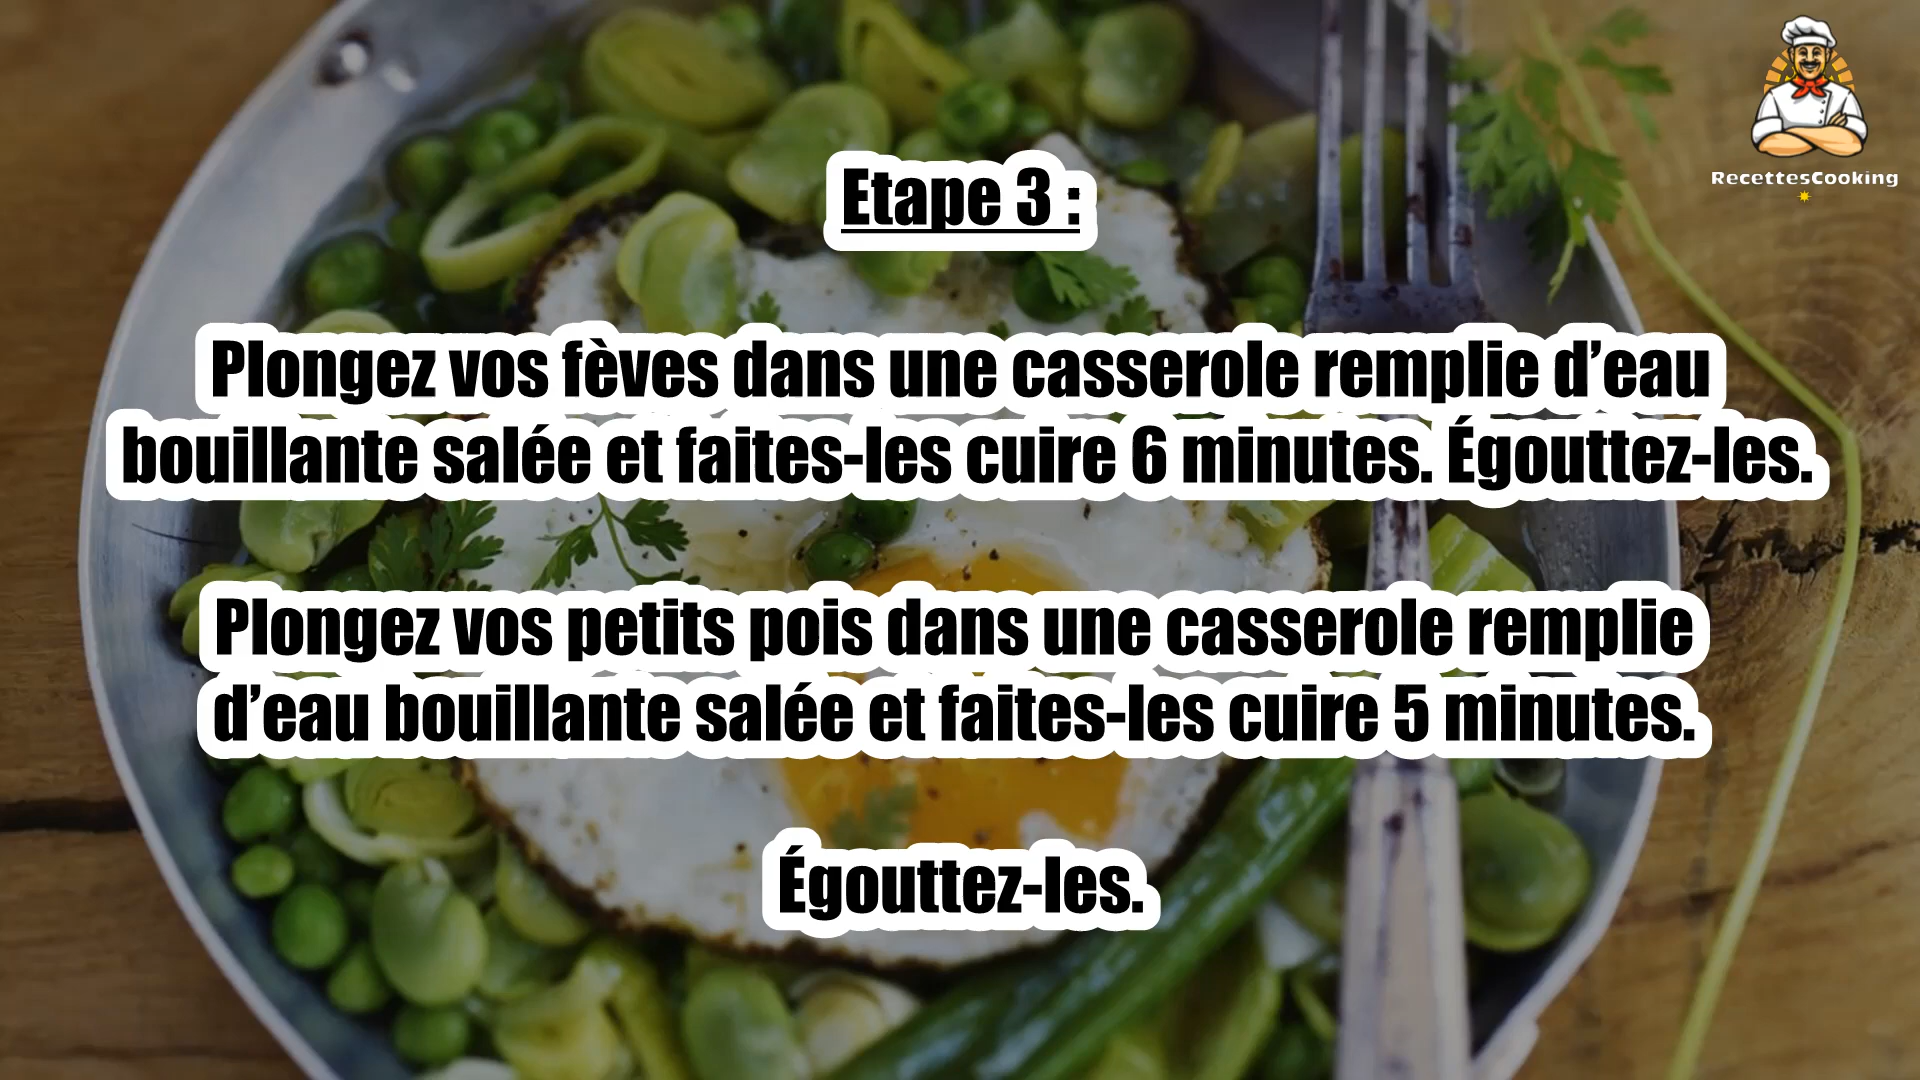 RecettesCooking
Etape 3 :
Plongez vos fèves dans une casserole remplie d’eau
bouillante salée et faites-les cuire 6 minutes. Égouttez-les.
Plongez vos petits pois dans une casserole remplie
d’eau bouillante salée et faites-les cuire 5 minutes.
Égouttez-les.